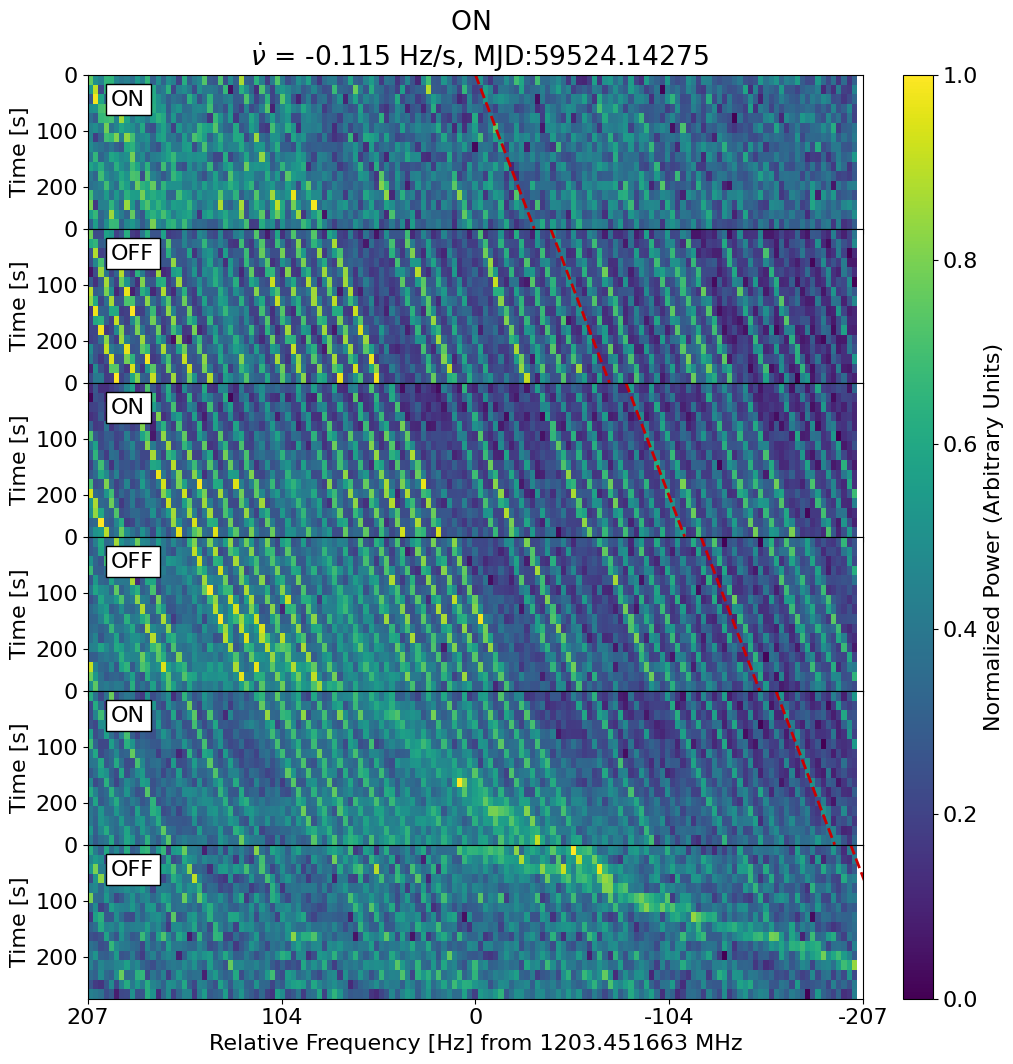 ON
ν̇ = -0.115 Hz/s, MJD:59524.14275
0
ON
100
Time [s]
200
0
OFF
100
Time [s]
200
0
ON
100
Time [s]
200
0
OFF
100
Time [s]
200
0
ON
100
Time [s]
200
0
OFF
100
Time [s]
200
207 104 0 -104 -207
Relative Frequency [Hz] from 1203.451663 MHz
1.0
0.8
0.6
0.4
0.2
0.0
Normalized Power (Arbitrary Units)